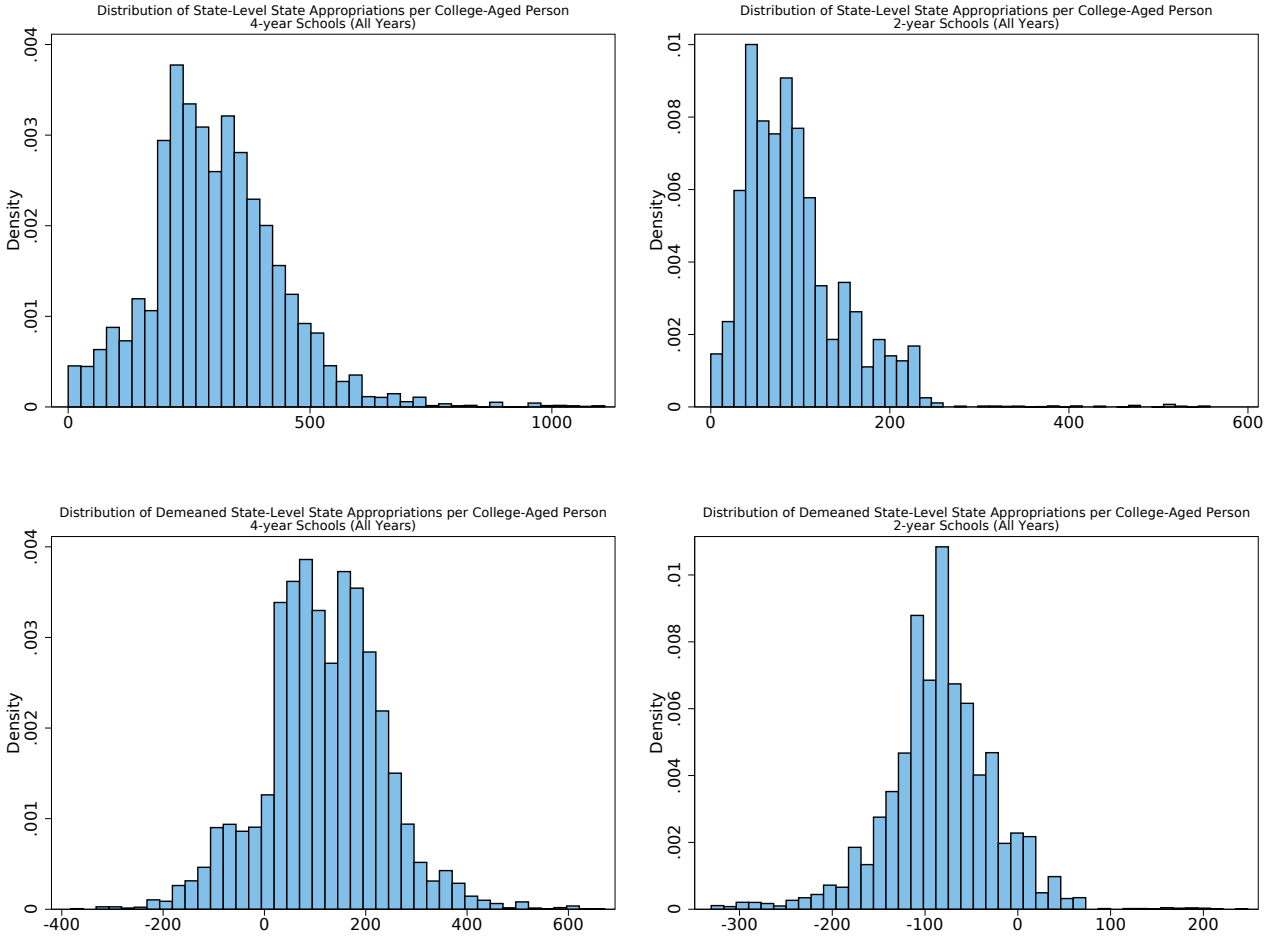 Distribution of State-Level State Appropriations per College-Aged Person
4-year Schools (All Years)
Density
.004
.003
.002
.001
0
0 500 1000
Distribution of State-Level State Appropriations per College-Aged Person
2-year Schools (All Years)
Density
.01
.008
.006
.004
.002
0
0 200 400 600
Distribution of Demeaned State-Level State Appropriations per College-Aged Person
4-year Schools (All Years)
Density
.004
.003
.002
.001
0
-400 -200 0 200 400 600
Distribution of Demeaned State-Level State Appropriations per College-Aged Person
2-year Schools (All Years)
Density
.01
.008
.006
.004
.002
0
-300 -200 -100 0 100 200